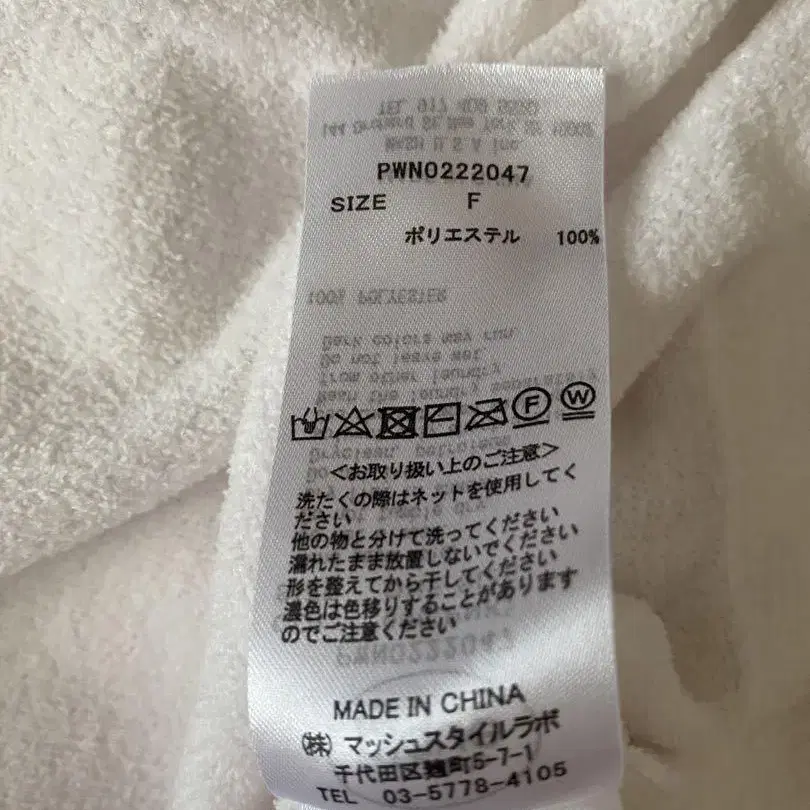 PWN0222047
SIZE F
ポリエステル 100%
F W
<お取り扱い上のご注意>
洗たくの際はネットを使用してく
ださい
他の物と分けて洗ってください
濡れたまま放置しないでください
形を整えてから干してください
濃色は色移りすることがあります
のでご注意ください
MADE IN CHINA
㈱ マッシュスタイルラボ
千代田区麹町5-7-1
TEL 03-5778-4105